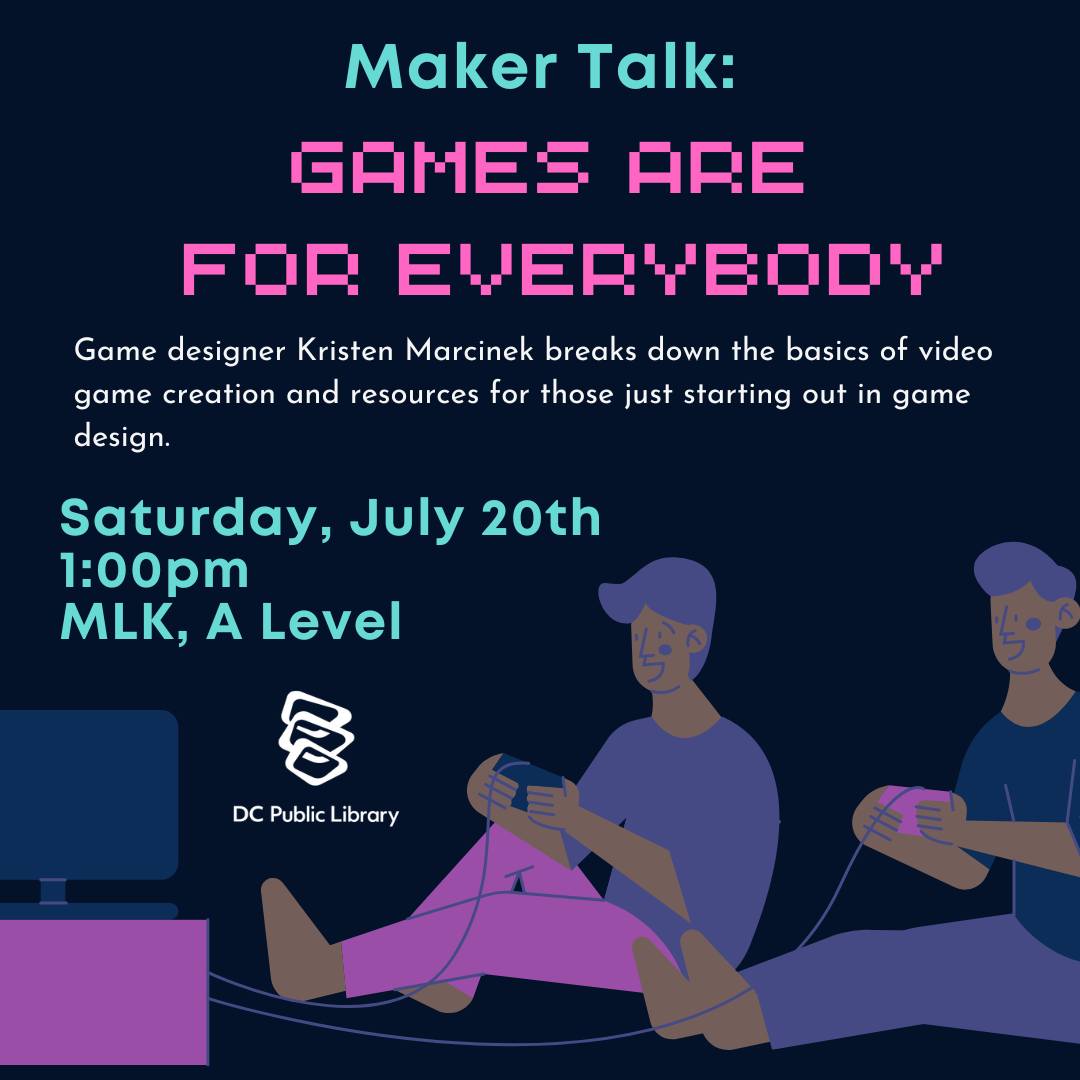 Maker Talk:
GAMES ARE
FOR EVERYBODY
Game designer Kristen Marcinek breaks down the basics of video
game creation and resources for those just starting out in game
design.
Saturday, July 20th
1:00pm
MLK, A Level
DC Public Library